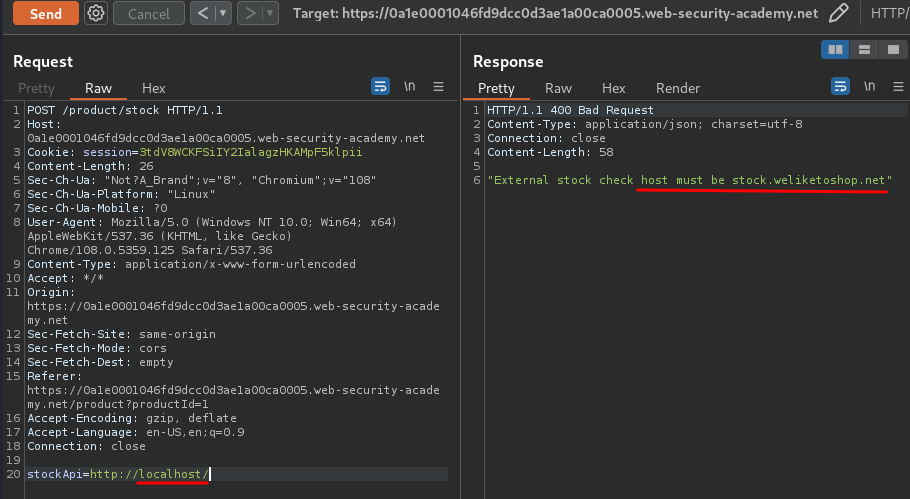 Send Cancel < > Target: https://0a1e0001046fd9dcc0d3ae1a00ca0005.web-security-academy.net HTTP/
Request
Pretty Raw Hex \n
1 POST /product/stock HTTP/1.1
2 Host:
0a1e0001046fd9dcc0d3ae1a00ca0005.web-security-academy.net
3 Cookie: session=3tdV8WCKFSiIY2IalagzHKAMpF5klpii
4 Content-Length: 26
5 Sec-Ch-Ua: "Not?A_Brand";v="8", "Chromium";v="108"
6 Sec-Ch-Ua-Platform: "Linux"
7 Sec-Ch-Ua-Mobile: ?0
8 User-Agent: Mozilla/5.0 (Windows NT 10.0; Win64; x64)
AppleWebKit/537.36 (KHTML, like Gecko)
Chrome/108.0.5359.125 Safari/537.36
9 Content-Type: application/x-www-form-urlencoded
10 Accept: */*
11 Origin:
https://0a1e0001046fd9dcc0d3ae1a00ca0005.web-security-acade
my.net
12 Sec-Fetch-Site: same-origin
13 Sec-Fetch-Mode: cors
14 Sec-Fetch-Dest: empty
15 Referer:
https://0a1e0001046fd9dcc0d3ae1a00ca0005.web-security-acade
my.net/product?productId=1
16 Accept-Encoding: gzip, deflate
17 Accept-Language: en-US,en;q=0.9
18 Connection: close
19
20 stockApi=http://localhost/
Response
Pretty Raw Hex Render \n
1 HTTP/1.1 400 Bad Request
2 Content-Type: application/json; charset=utf-8
3 Connection: close
4 Content-Length: 58
5
6 "External stock check host must be stock.weliketoshop.net"